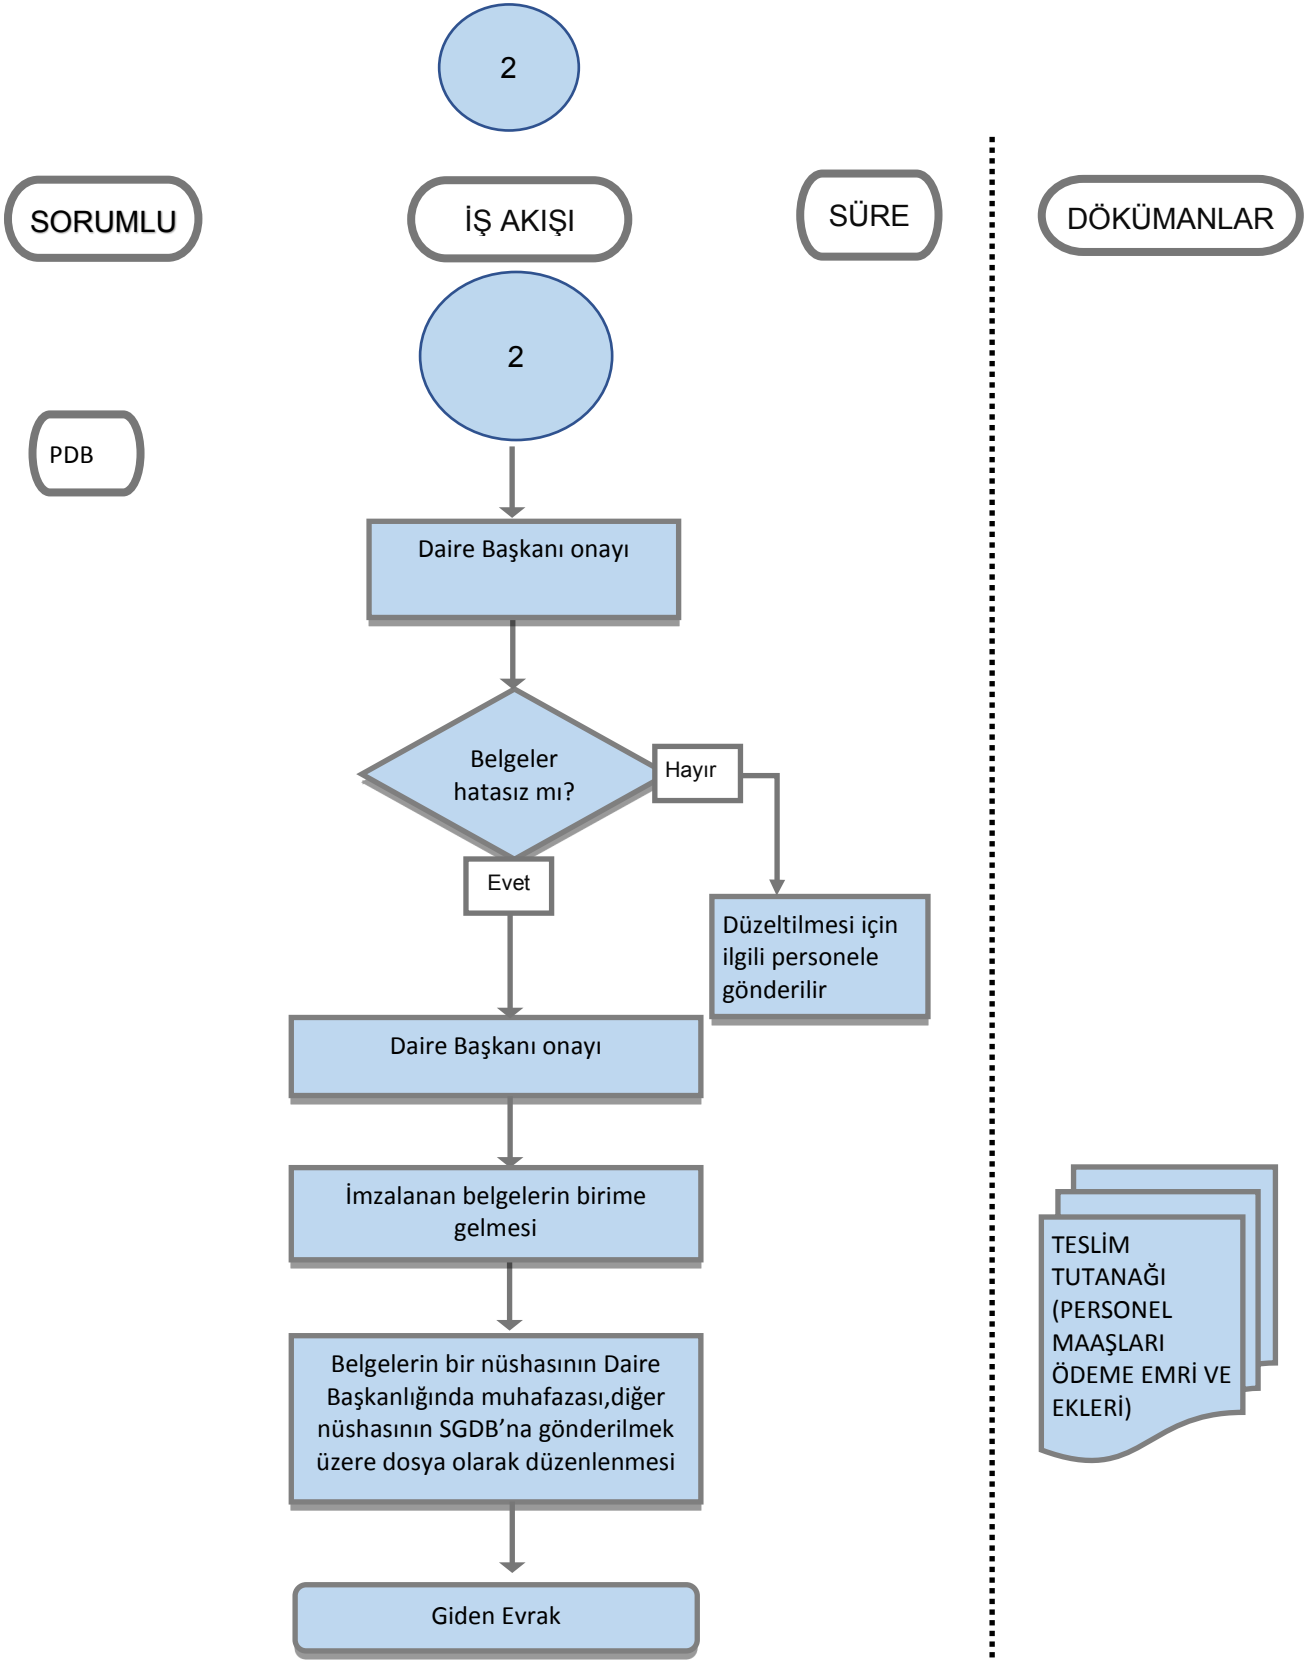 2
SORUMLU
İŞ AKIŞI
SÜRE
DÖKÜMANLAR
2
PDB
Daire Başkanı onayı
Belgeler
hatasız mı?
Hayır
Evet
Düzeltilmesi için
ilgili personele
gönderilir
Daire Başkanı onayı
İmzalanan belgelerin birime
gelmesi
TESLİM
TUTANAĞI
(PERSONEL
MAAŞLARI
ÖDEME EMRİ VE
EKLERİ)
Belgelerin bir nüshasının Daire
Başkanlığında muhafazası,diğer
nüshasının SGDB’na gönderilmek
üzere dosya olarak düzenlenmesi
Giden Evrak